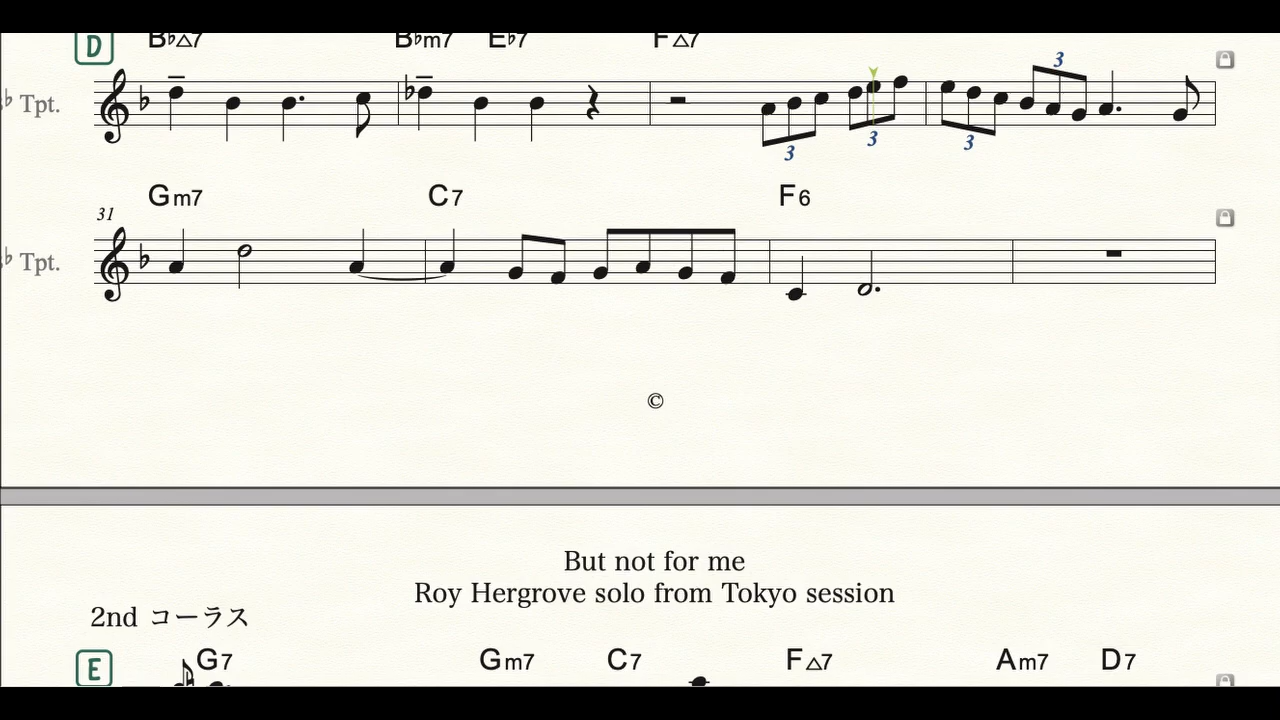 D B♭△7 B♭m7 E♭7 F△7
♭ Tpt. 3 3 3 3
Gm7 C7 F6
31
♭ Tpt.
©
But not for me
Roy Hergrove solo from Tokyo session
2nd コーラス
E G7 Gm7 C7 F△7 Am7 D7